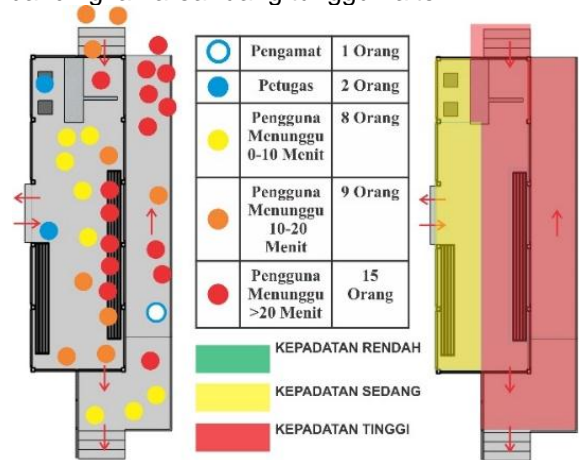 Pengamat 1 Orang
Petugas 2 Orang
Pengguna Menunggu 0-10 Menit 8 Orang
Pengguna Menunggu 10-20 Menit 9 Orang
Pengguna Menunggu >20 Menit 15 Orang
KEPADATAN RENDAH
KEPADATAN SEDANG
KEPADATAN TINGGI